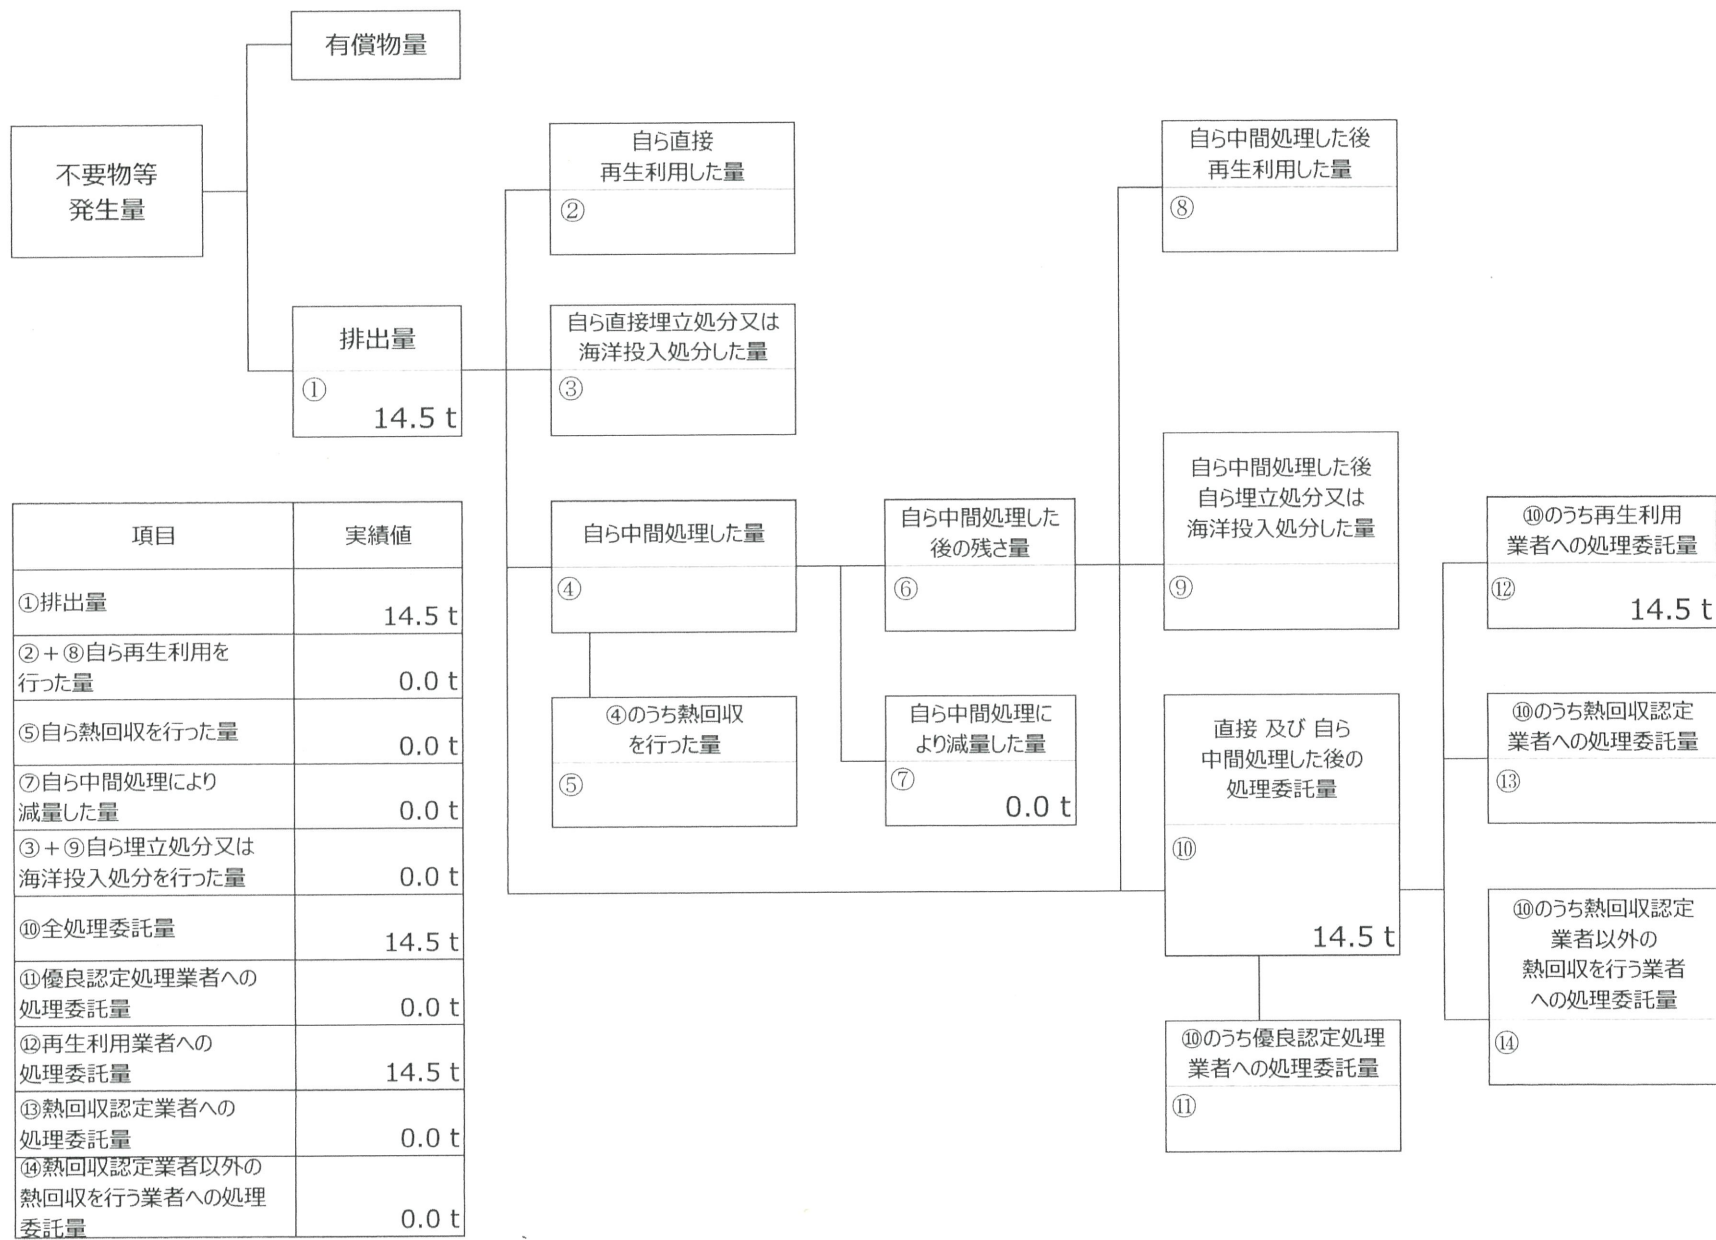 有償物量
不要物等
発生量
自ら直接
再生利用した量
②
自ら中間処理した後
再生利用した量
⑧
排出量
①
14.5 t
自ら直接埋立処分又は
海洋投入処分した量
③
自ら中間処理した量
④
自ら中間処理した
後の残さ量
⑥
自ら中間処理した後
自ら埋立処分又は
海洋投入処分した量
⑨
⑩のうち再生利用
業者への処理委託量
⑫
14.5 t
④のうち熱回収
を行った量
⑤
自ら中間処理に
より減量した量
⑦
0.0 t
直接 及び 自ら
中間処理した後の
処理委託量
⑩
14.5 t
⑩のうち熱回収認定
業者への処理委託量
⑬
⑩のうち熱回収認定
業者以外の
熱回収を行う業者
への処理委託量
⑭
⑩のうち優良認定処理
業者への処理委託量
⑪
項目 実績値
①排出量
14.5 t
②+⑧自ら再生利用を
行った量 0.0 t
⑤自ら熱回収を行った量
0.0 t
⑦自ら中間処理により
減量した量 0.0 t
③+⑨自ら埋立処分又は
海洋投入処分を行った量 0.0 t
⑩全処理委託量
14.5 t
⑪優良認定処理業者への
処理委託量 0.0 t
⑫再生利用業者への
処理委託量 14.5 t
⑬熱回収認定業者への
処理委託量 0.0 t
⑭熱回収認定業者以外の
熱回収を行う業者への処理
委託量 0.0 t